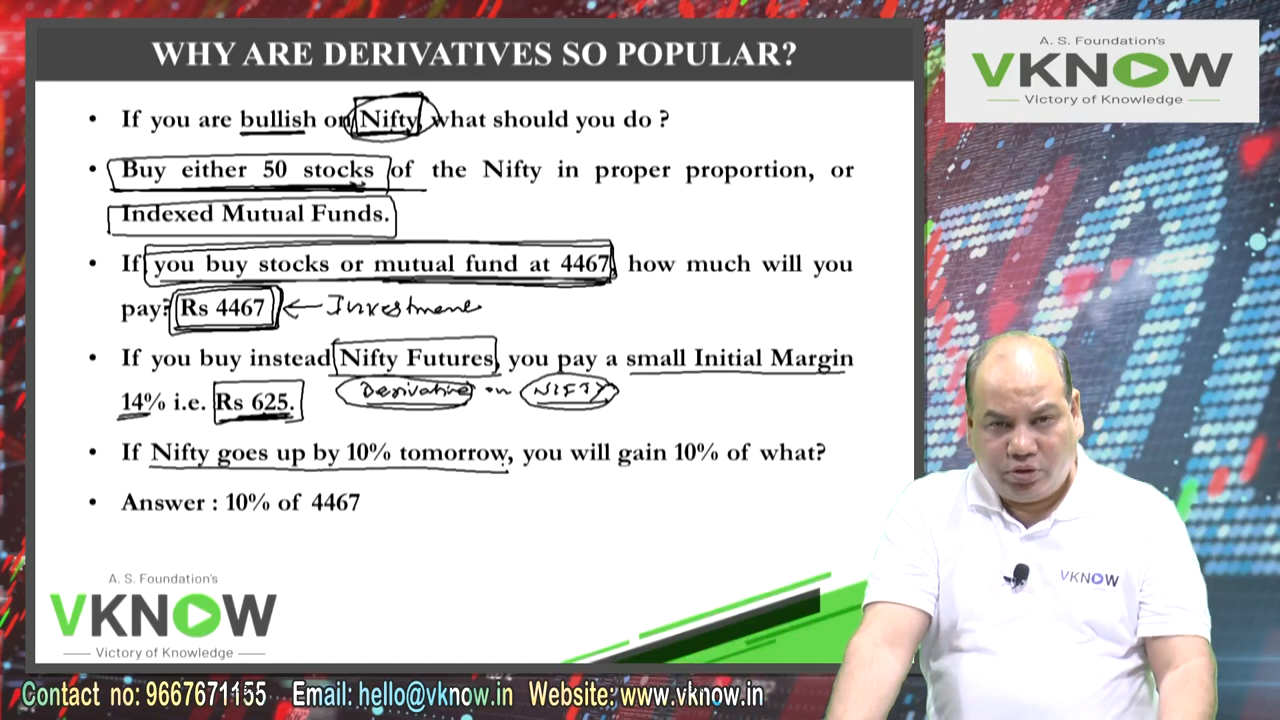 WHY ARE DERIVATIVES SO POPULAR?
A. S. Foundation's
VKNOW
Victory of Knowledge
• If you are bullish on Nifty what should you do ?
• Buy either 50 stocks of the Nifty in proper proportion, or
Indexed Mutual Funds.
• If you buy stocks or mutual fund at 4467, how much will you
pay? Rs 4467 ← Investment
• If you buy instead Nifty Futures, you pay a small Initial Margin
14% i.e. Rs 625. Derivative on NIFTY
• If Nifty goes up by 10% tomorrow, you will gain 10% of what?
• Answer : 10% of 4467
VKNOW
A. S. Foundation's
VKNOW
Victory of Knowledge
Contact no: 9667671155 Email: hello@vknow.in Website: www.vknow.in